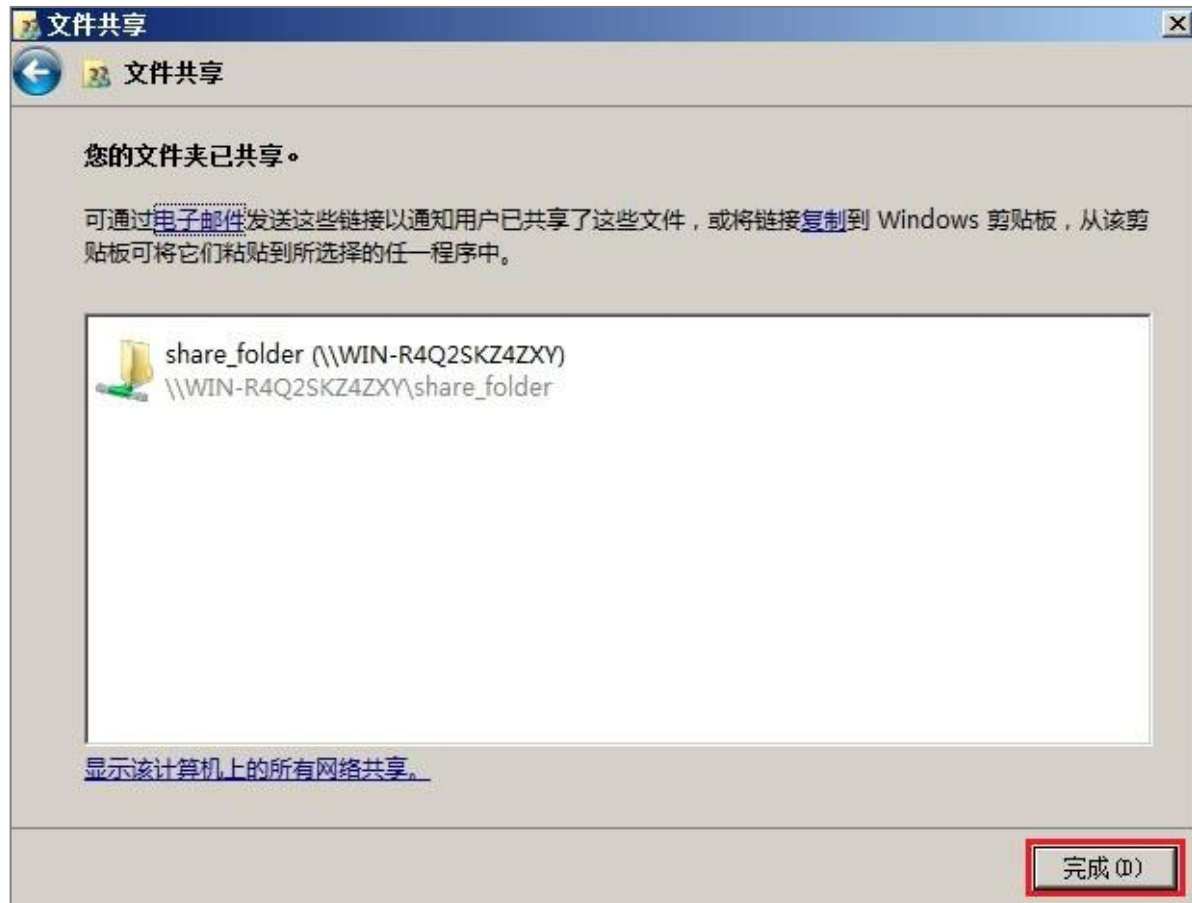 文件共享
文件共享
您的文件夹已共享。
可通过电子邮件发送这些链接以通知用户已共享了这些文件，或将链接复制到 Windows 剪贴板，从该剪
贴板可将它们粘贴到所选择的任一程序中。
share_folder (\\WIN-R4Q2SKZ4ZXY)
\\WIN-R4Q2SKZ4ZXY\share_folder
显示该计算机上的所有网络共享。
完成(D)